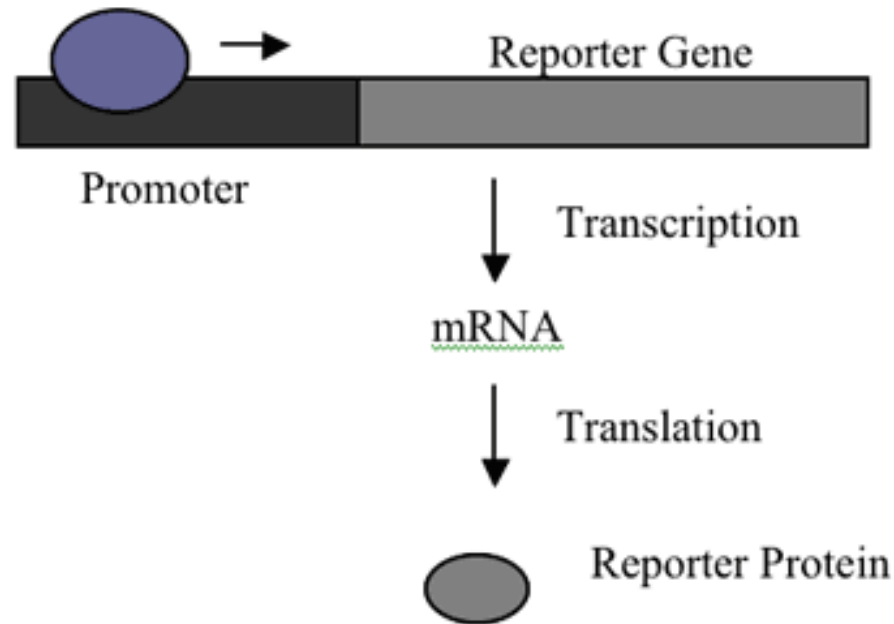 Reporter Gene
Promoter
Transcription
mRNA
Translation
Reporter Protein